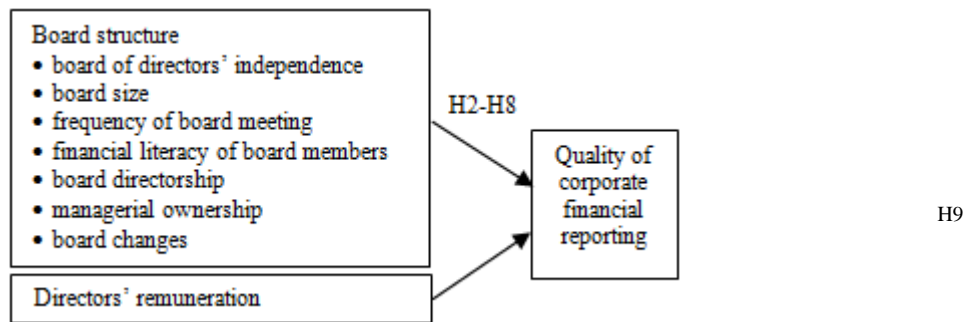 Board structure
• board of directors’ independence
• board size
• frequency of board meeting
• financial literacy of board members
• board directorship
• managerial ownership
• board changes
H2-H8
Quality of
corporate
financial
reporting
H9
Directors’ remuneration